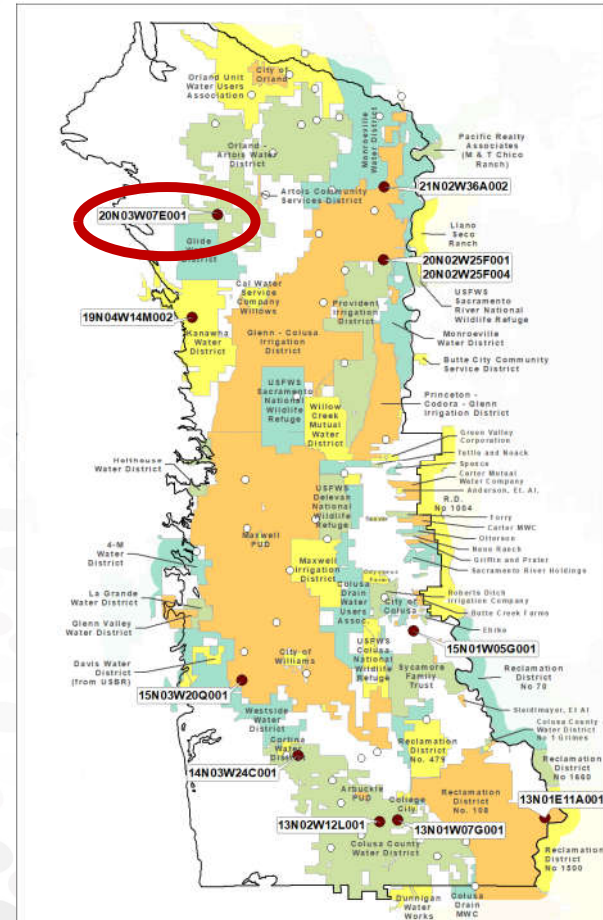 City of
Orland
Orland Unit
Water Users
Association
Monroeville
Water District
Pacific Realty
Associates
(M & T Chico
Ranch)
Orland -
Artois Water
District
Artois Community
Services District
21N02W36A002
20N03W07E001
Llano
Seco
Ranch
Glide
Water
District
20N02W25F001
20N02W25F004
Cal Water
Service
Company
Willows
USFWS
Sacramento
River National
Wildlife Refuge
19N04W14M002
Provident
Irrigation
District
Kanawha
Water
District
Glenn - Colusa
Irrigation
District
Monroeville
Water District
Butte City Community
Service District
USFWS
Sacramento
National
Wildlife
Refuge
Willow
Creek
Mutual
Water
District
Princeton -
Codora - Glenn
Irrigation District
Green Valley
Corporation
Tuttle and Noack
Holthouse
Water District
Spence
Carter Mutual
Water Company
Anderson, Et. Al.
USFWS
Delevan
National
Wildlife
Refuge
R.D.
No 1004
Maxwell
PUD
Forry
Carter MWC
Otterson
Nene Ranch
Griffin and Prater
Sacramento River Holdings
4-M
Water
District
Maxwell
Irrigation
District
Colusa
Drain
Water
Users
Assoc
La Grande
Water District
Roberts Ditch
Irrigation Company
City of
Colusa
Butte Creek Farms
Glenn Valley
Water District
15N01W05G001
City of
Williams
USFWS
Colusa
National
Wildlife
Refuge
Davis Water
District
(from USBR)
Sycamore
Family
Trust
Reclamation
District
No 70
15N03W20Q001
Steidlmayer, Et Al
Westside
Water
District
Colusa County
Water District
No 1 Grimes
Cortina
Water
District
Reclamation
District
No. 479
14N03W24C001
Reclamation
District
No 1660
Arbuckle
PUD
College
City
Reclamation
District
No. 108
13N01E11A001
13N02W12L001
13N01W07G001
Colusa County
Water District
Reclamation
District
No 1500
Dunnigan
Water
Works
Colusa
Drain
MWC